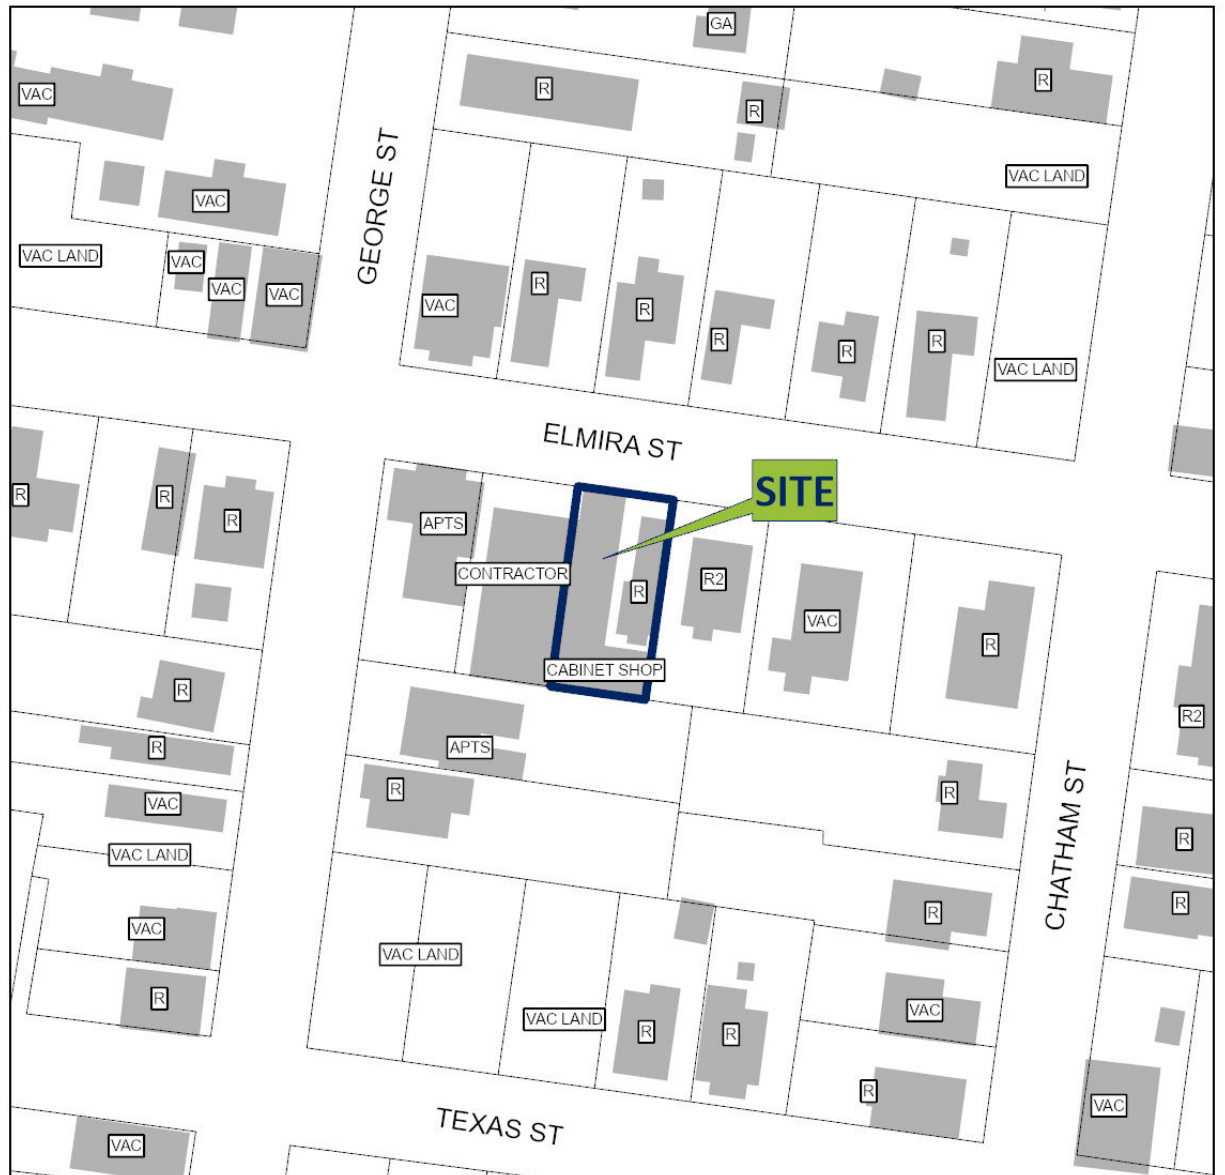 GA
R
R
VAC
R
VAC LAND
VAC
GEORGE ST
VAC LAND
VAC
VAC
VAC
VAC
R
R
R
R
R
VAC LAND
ELMIRA ST
SITE
R
R
R
APTS
CONTRACTOR
R
R2
VAC
R
CABINET SHOP
R
R2
R
APTS
R
R
VAC
R
CHATHAM ST
VAC LAND
R
R
R
VAC
VAC LAND
R
VAC LAND
VAC
R
R
R
VAC
TEXAS ST
VAC